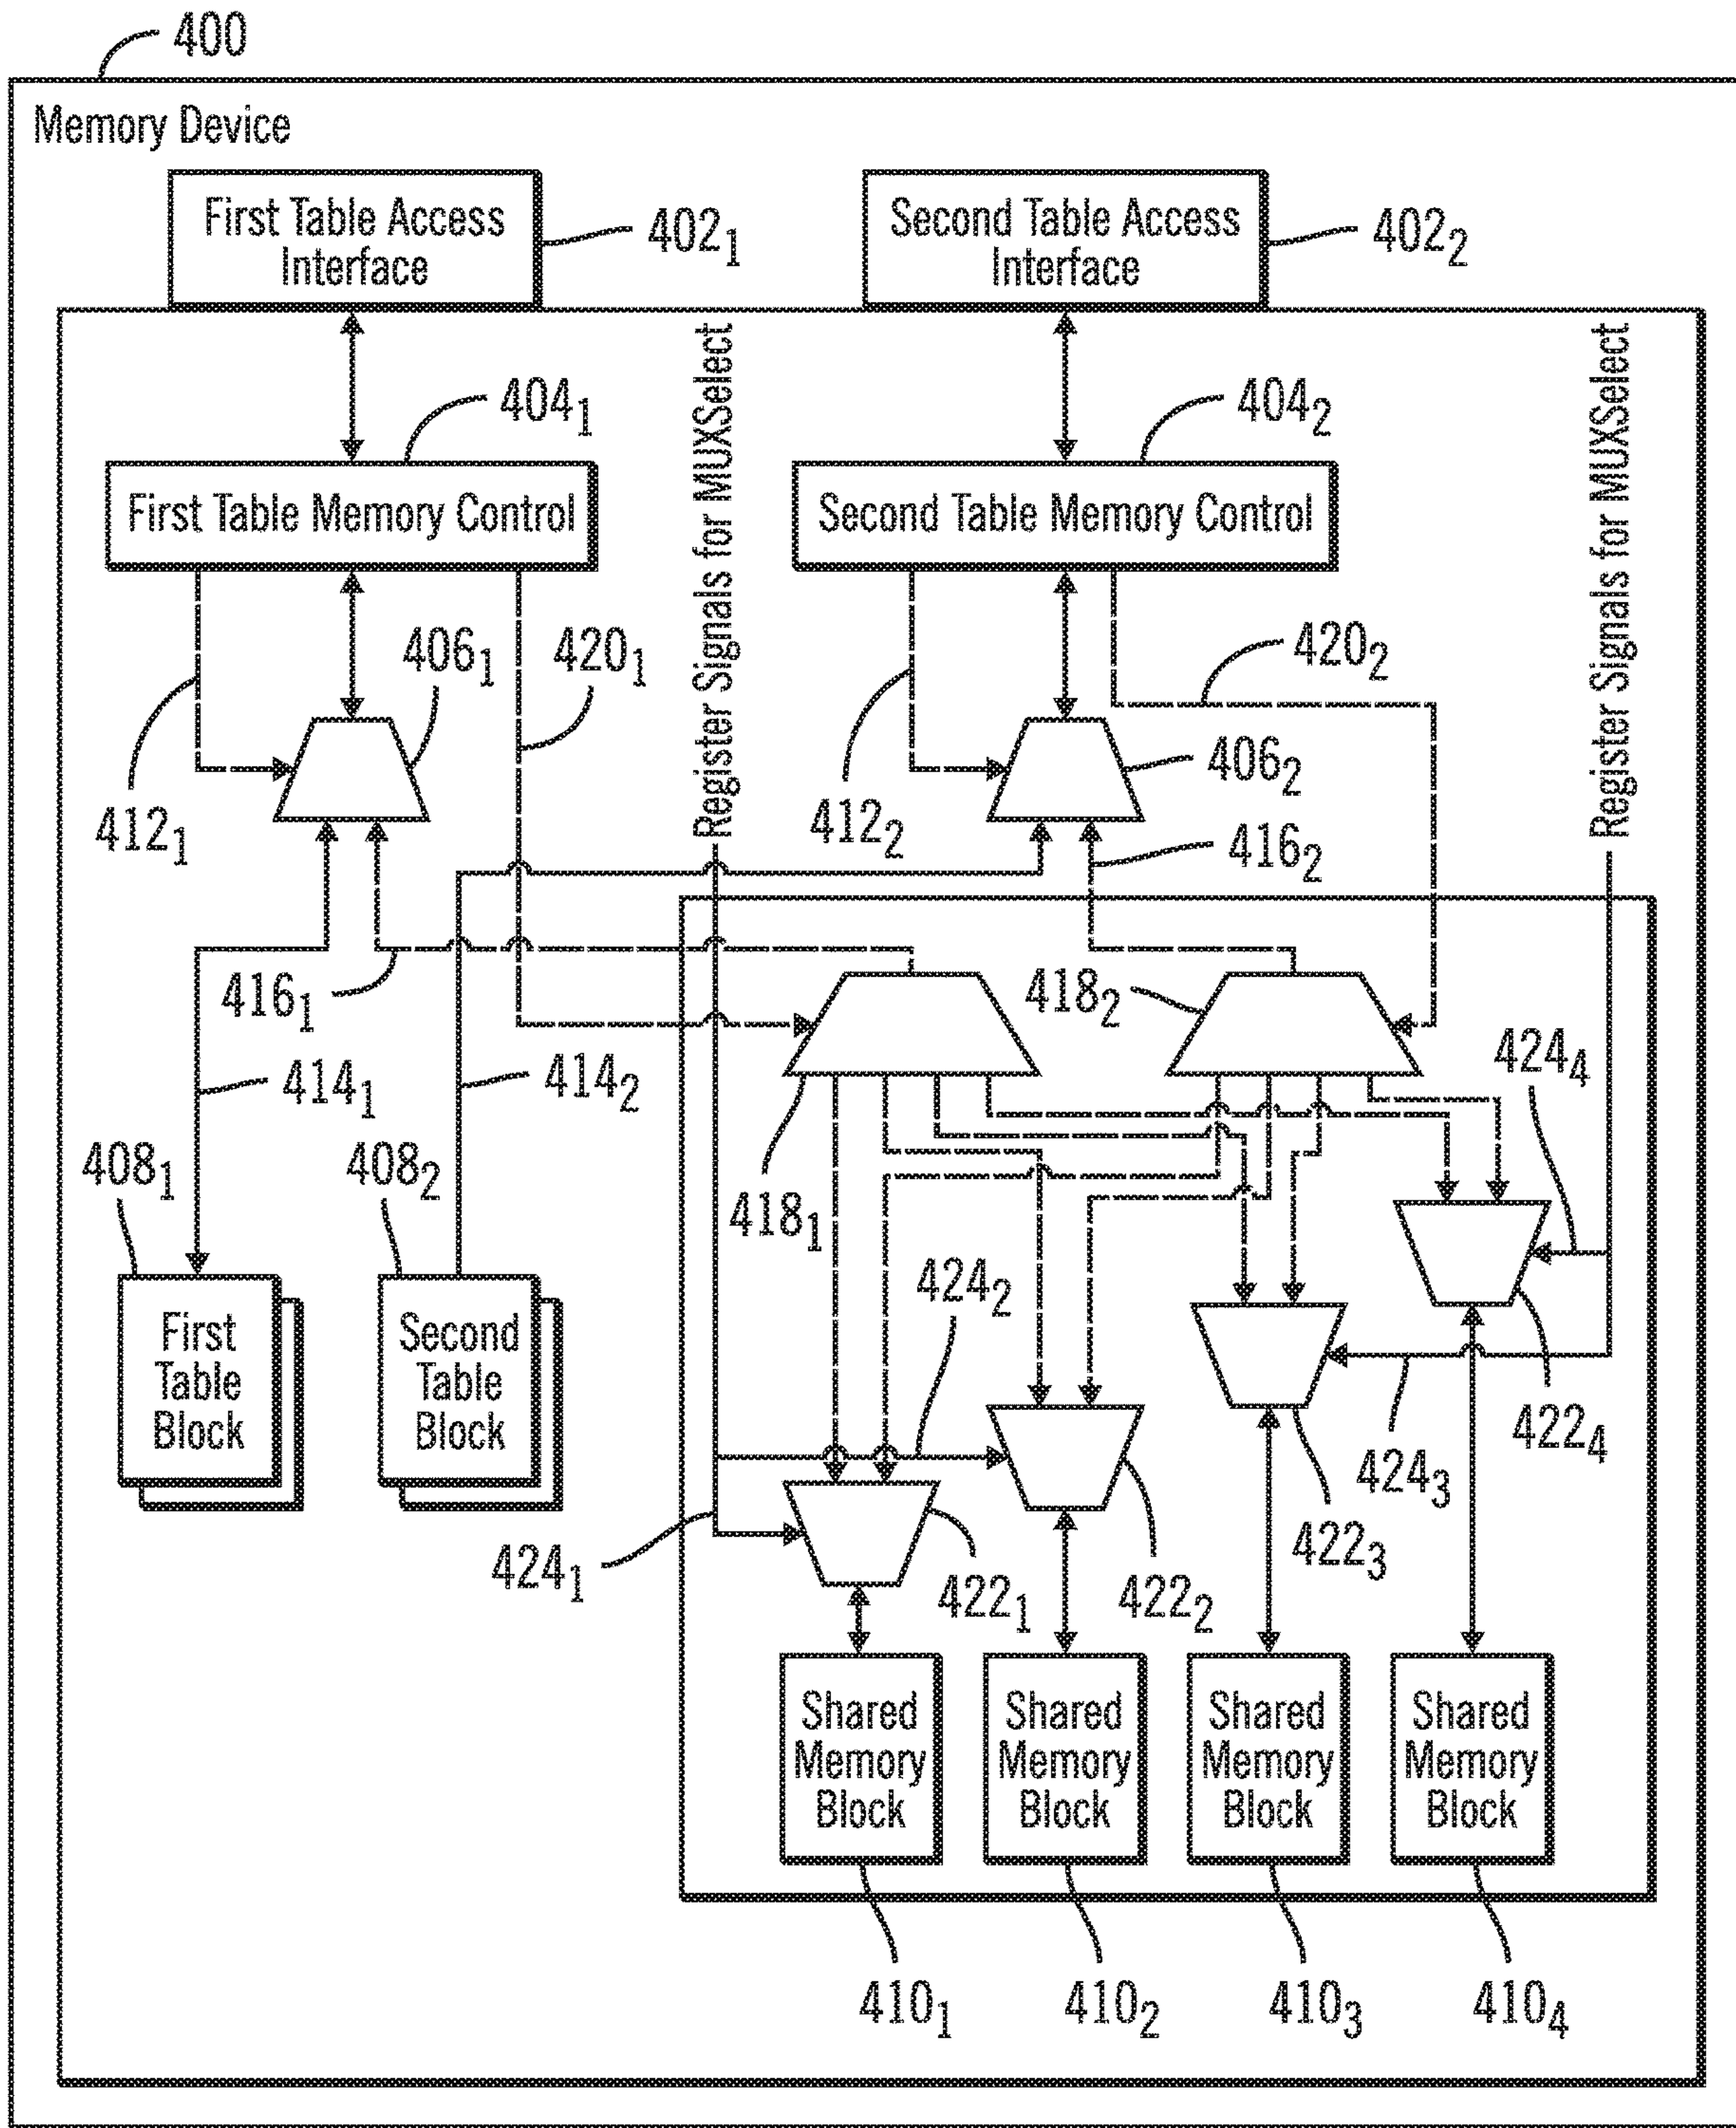 400
Memory Device
First Table Access
Interface
402₁
Second Table Access
Interface
402₂
Register Signals for MUXSelect
Register Signals for MUXSelect
404₁
404₂
First Table Memory Control
Second Table Memory Control
406₁
420₁
420₂
406₂
412₁
412₂
416₂
416₁
418₂
414₁
414₂
424₄
408₁
408₂
418₁
424₂
First
Table
Block
Second
Table
Block
422₄
424₃
422₃
424₁
422₁
422₂
Shared
Memory
Block
Shared
Memory
Block
Shared
Memory
Block
Shared
Memory
Block
410₁
410₂
410₃
410₄